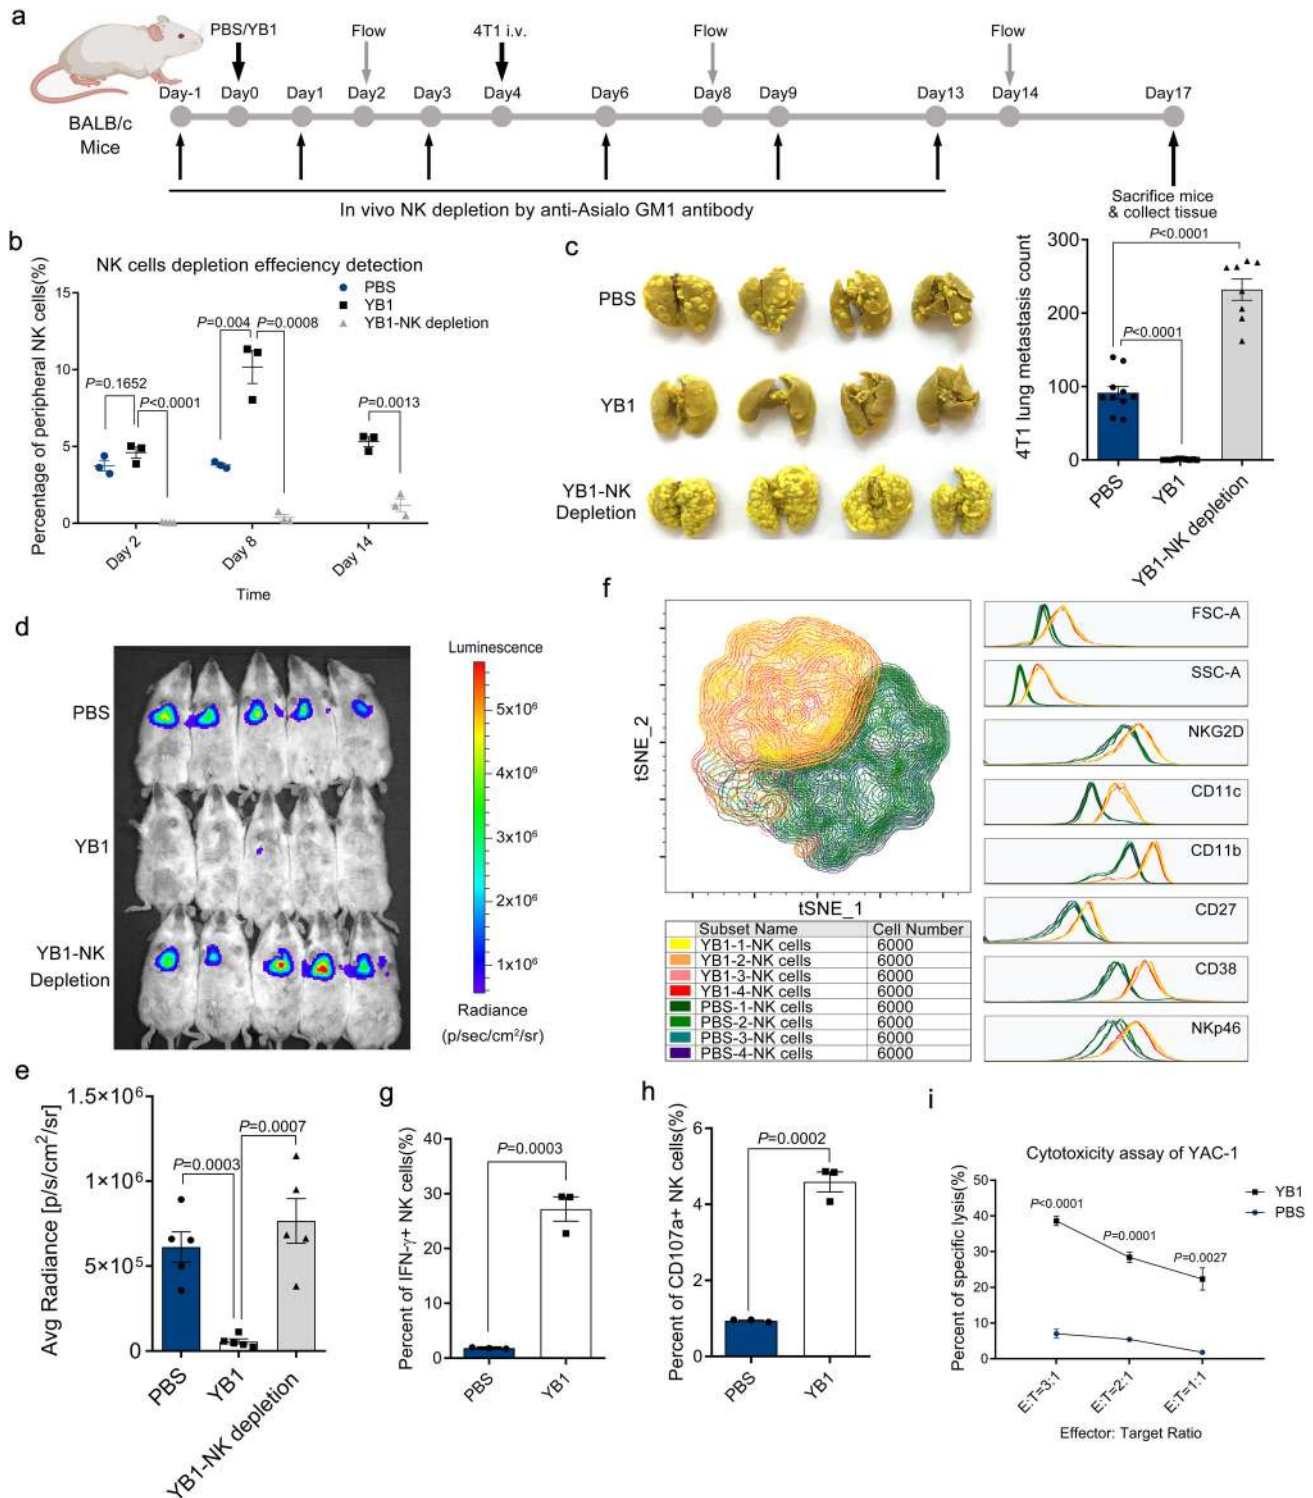 a
PBS/YB1
Flow
4T1 i.v.
Flow
Flow
Day-1
Day0
Day1
Day2
Day3
Day4
Day6
Day8
Day9
Day13
Day14
Day17
BALB/c
Mice
In vivo NK depletion by anti-Asialo GM1 antibody
Sacrifice mice
& collect tissue
b
NK cells depletion effeciency detection
Percentage of peripheral NK cells(%)
15
10
5
0
PBS
YB1
YB1-NK depletion
P=0.1652
P<0.0001
P=0.004
P=0.0008
P=0.0013
Day 2
Day 8
Day 14
Time
c
PBS
YB1
YB1-NK
Depletion
4T1 lung metastasis count
300
200
100
0
P<0.0001
P<0.0001
PBS
YB1
YB1-NK depletion
d
PBS
YB1
YB1-NK
Depletion
Luminescence
5x10⁶
4x10⁶
3x10⁶
2x10⁶
1x10⁶
Radiance
(p/sec/cm²/sr)
e
Avg Radiance [p/s/cm²/sr]
1.5×10⁶
1×10⁶
5×10⁵
0
P=0.0003
P=0.0007
PBS
YB1
YB1-NK depletion
f
tSNE_2
tSNE_1
Subset Name Cell Number
YB1-1-NK cells 6000
YB1-2-NK cells 6000
YB1-3-NK cells 6000
YB1-4-NK cells 6000
PBS-1-NK cells 6000
PBS-2-NK cells 6000
PBS-3-NK cells 6000
PBS-4-NK cells 6000
FSC-A
SSC-A
NKG2D
CD11c
CD11b
CD27
CD38
NKp46
g
Percent of IFN-γ+ NK cells(%)
40
30
20
10
0
P=0.0003
PBS
YB1
h
Percent of CD107a+ NK cells(%)
6
4
2
0
P=0.0002
PBS
YB1
i
Cytotoxicity assay of YAC-1
Percent of specific lysis(%)
50
40
30
20
10
0
P<0.0001
P=0.0001
P=0.0027
YB1
PBS
E:T=3:1
E:T=2:1
E:T=1:1
Effector: Target Ratio